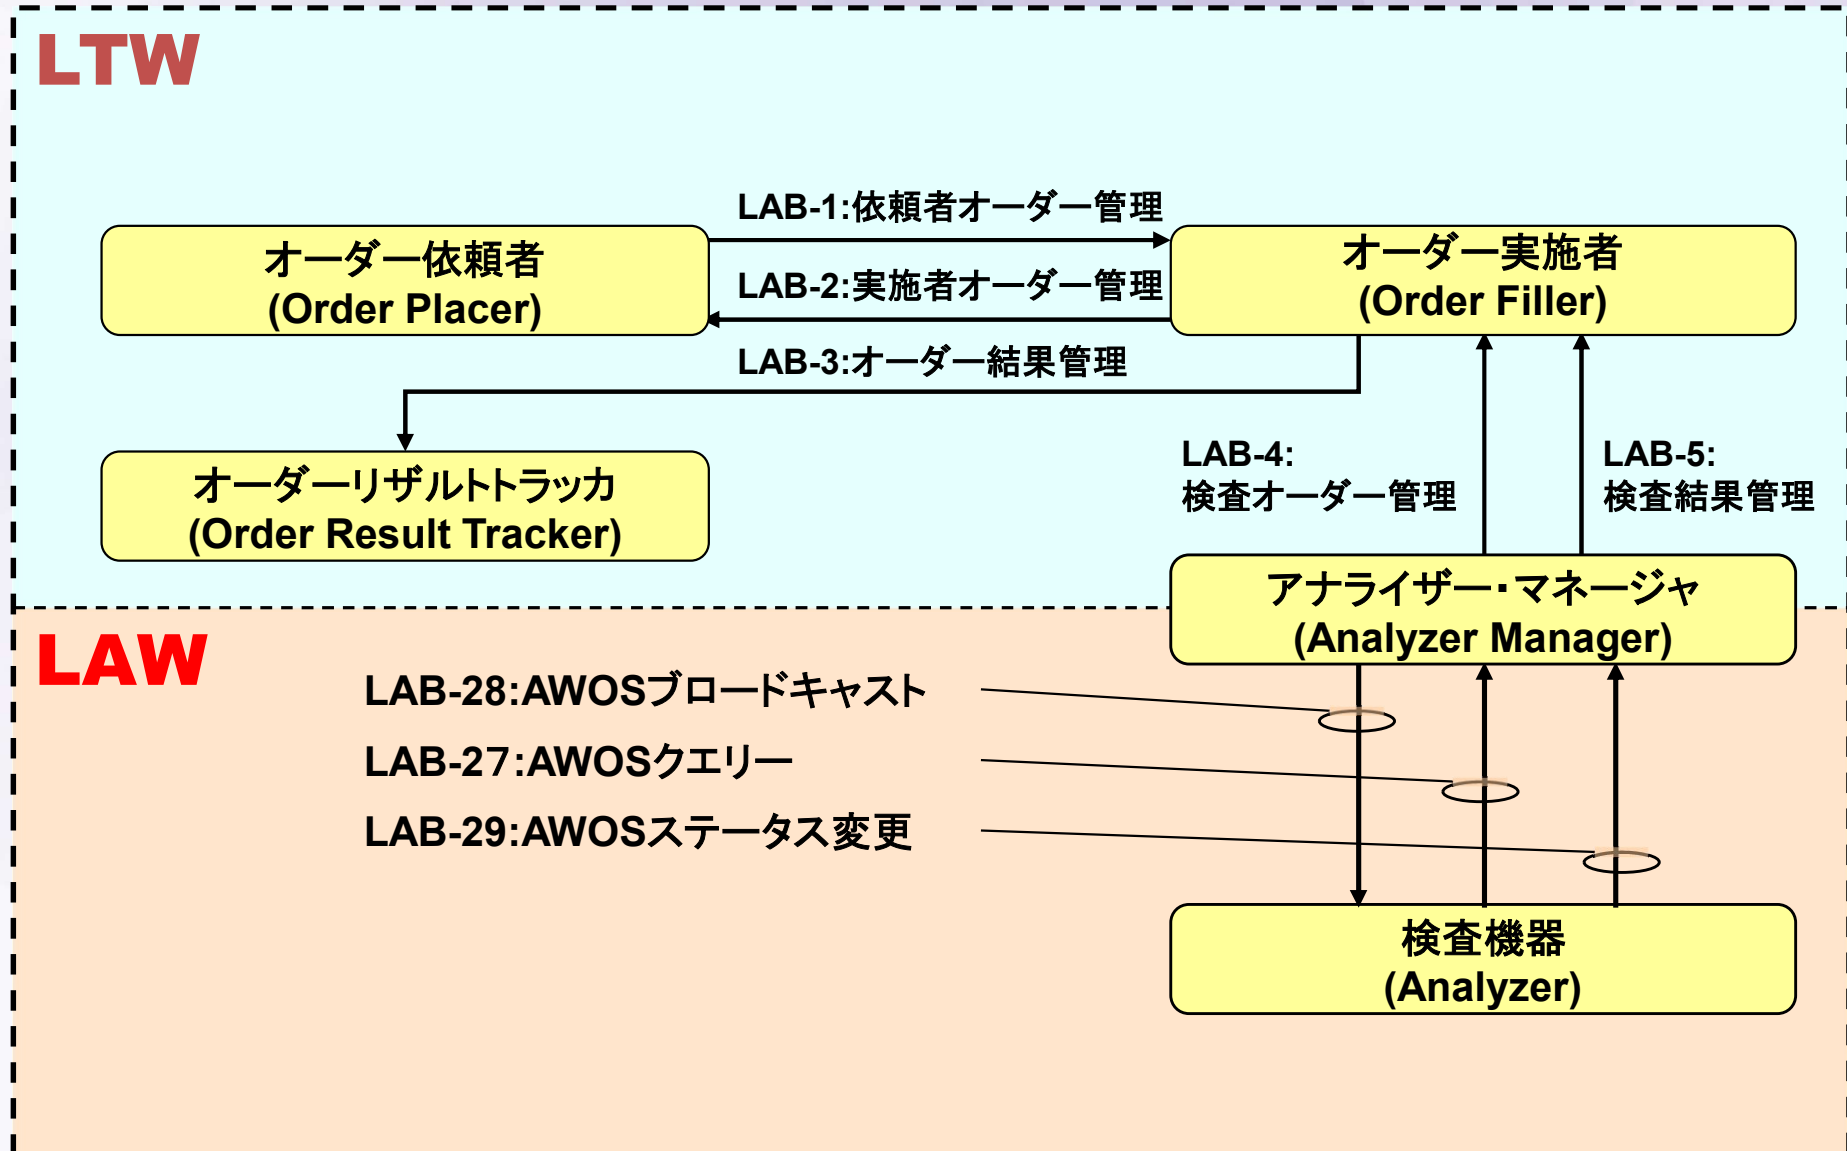 LTW
LAB-1:依頼者オーダー管理
オーダー依頼者
(Order Placer)
オーダー実施者
(Order Filler)
LAB-2:実施者オーダー管理
LAB-3:オーダー結果管理
オーダーリザルトトラッカ
(Order Result Tracker)
LAB-4:
検査オーダー管理
LAB-5:
検査結果管理
アナライザー・マネージャ
(Analyzer Manager)
LAW
LAB-28:AWOSブロードキャスト
LAB-27:AWOSクエリー
LAB-29:AWOSステータス変更
検査機器
(Analyzer)